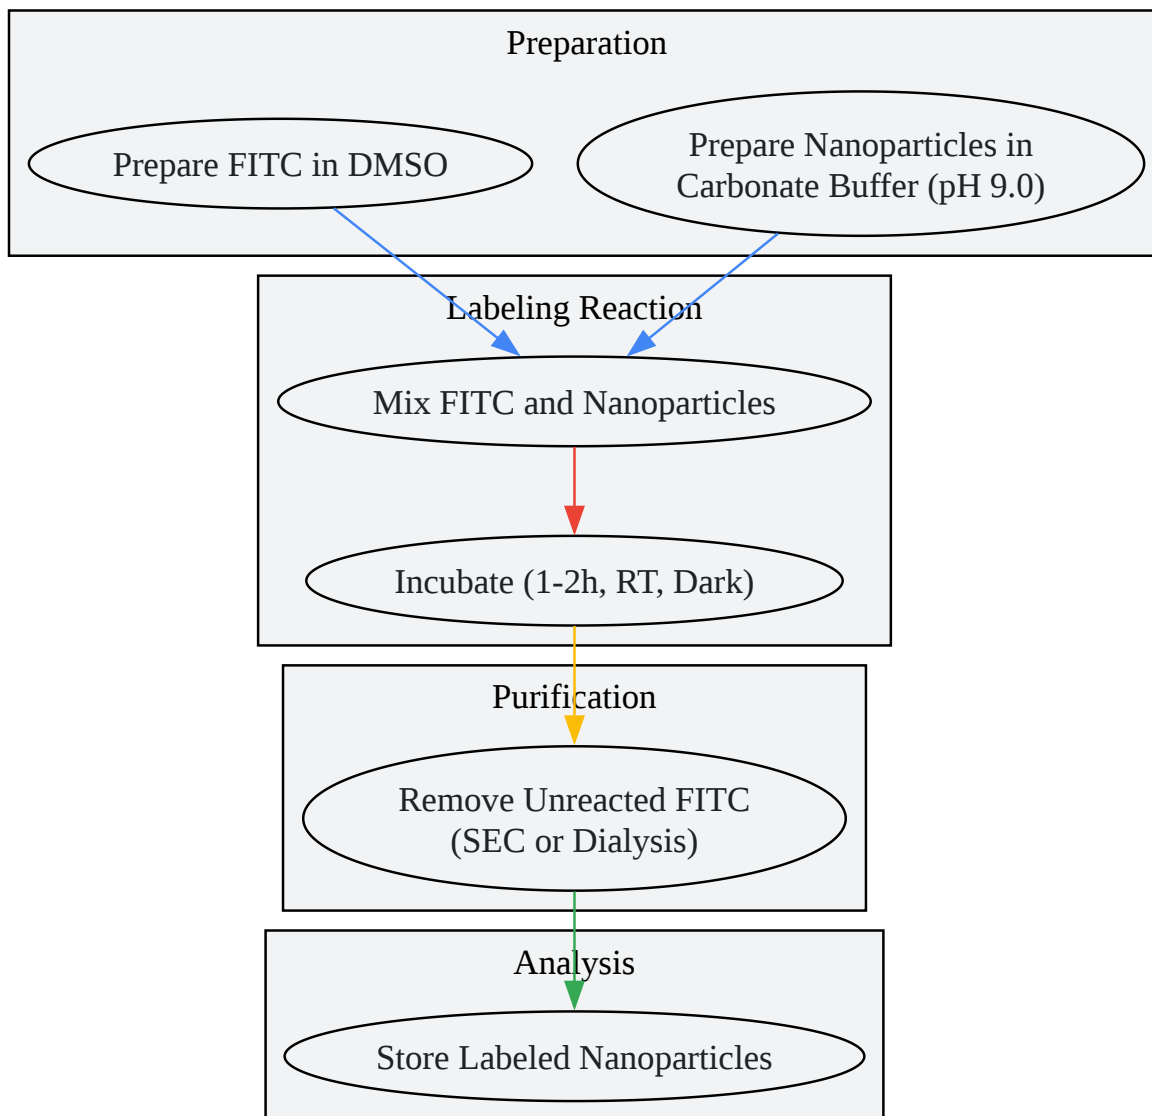 Preparation
Prepare FITC in DMSO
Prepare Nanoparticles in
Carbonate Buffer (pH 9.0)
Labeling Reaction
Mix FITC and Nanoparticles
Incubate (1-2h, RT, Dark)
Purification
Remove Unreacted FITC
(SEC or Dialysis)
Analysis
Store Labeled Nanoparticles